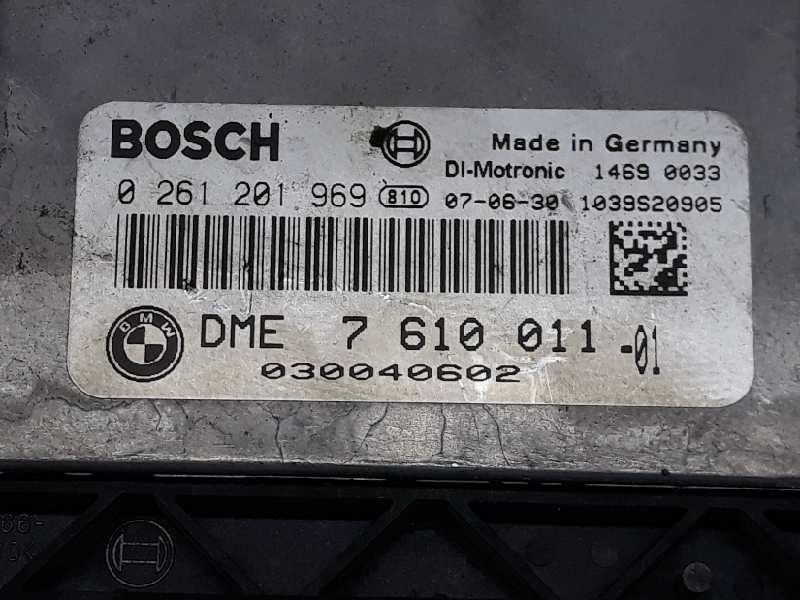 BOSCH
Made in Germany
DI-Motronic 1469 0033
0 261 201 969 810 07-06-30 1039S20905
BMW
DME 7 610 011 -01
030040602